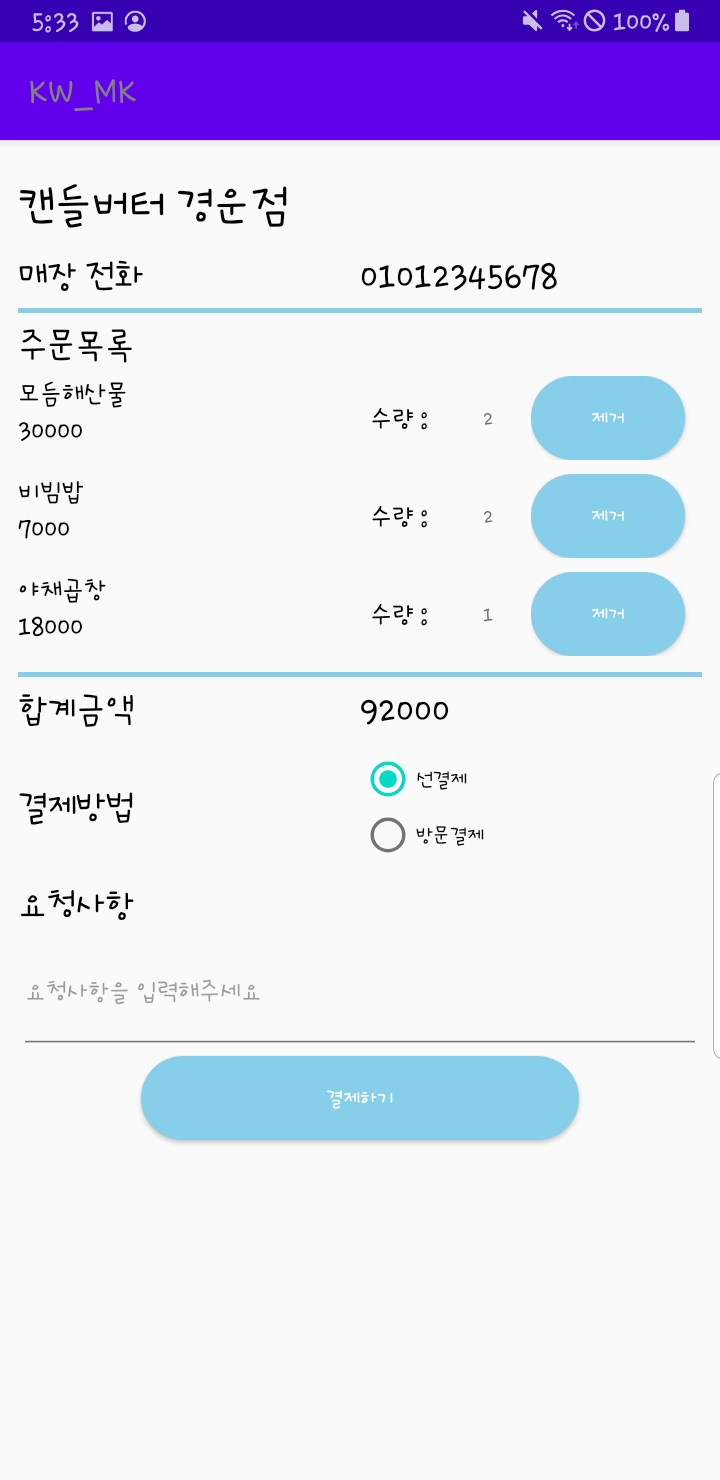 5:33 100%
KW_MK
캔들버터 경운점
매장 전화 01012345678
주문목록
모듬해산물
30000
수량 : 2 제거
비빔밥
7000
수량 : 2 제거
야채곱창
18000
수량 : 1 제거
합계금액 92000
결제방법
선결제
방문결제
요청사항
요청사항을 입력해주세요
결제하기